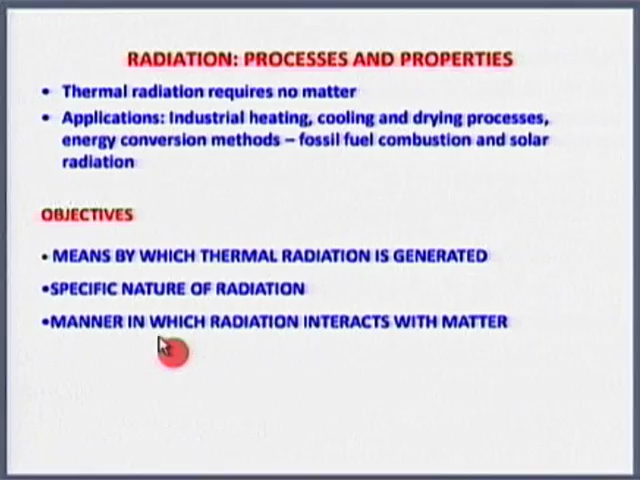 RADIATION: PROCESSES AND PROPERTIES
• Thermal radiation requires no matter
• Applications: Industrial heating, cooling and drying processes,
energy conversion methods – fossil fuel combustion and solar
radiation
OBJECTIVES
• MEANS BY WHICH THERMAL RADIATION IS GENERATED
•SPECIFIC NATURE OF RADIATION
•MANNER IN WHICH RADIATION INTERACTS WITH MATTER